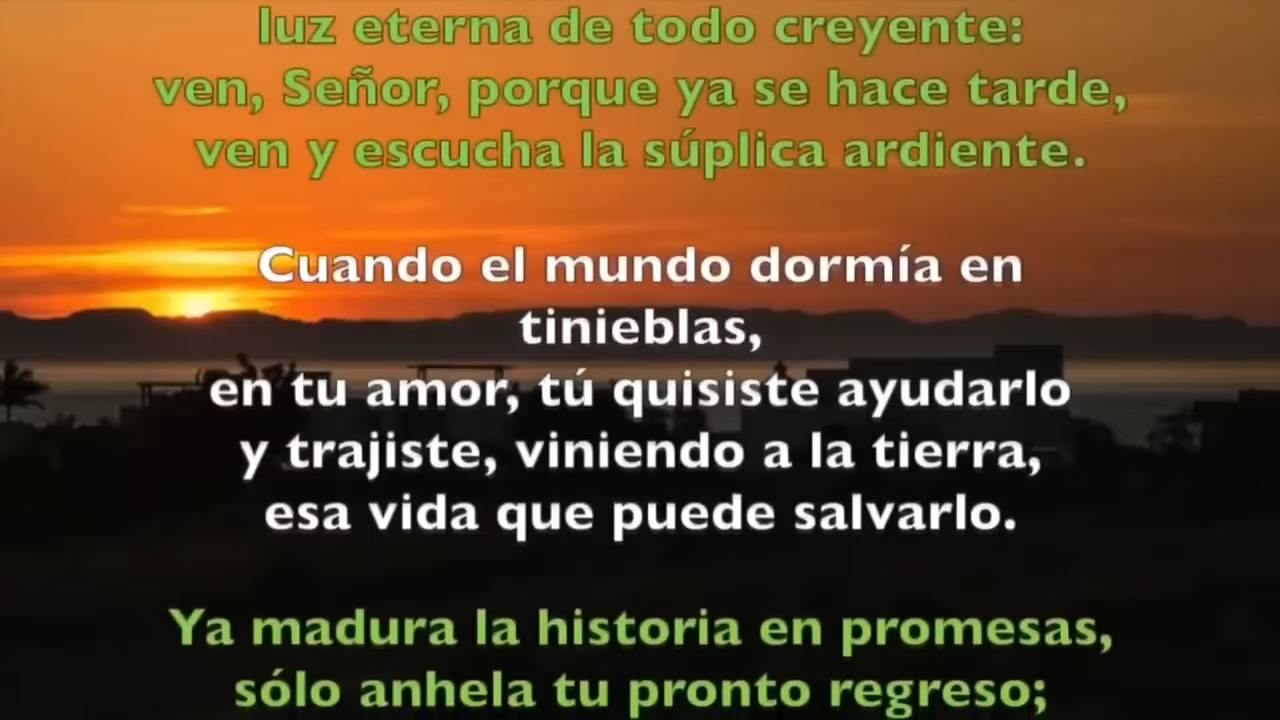 luz eterna de todo creyente:
ven, Señor, porque ya se hace tarde,
ven y escucha la súplica ardiente.
Cuando el mundo dormía en
tinieblas,
en tu amor, tú quisiste ayudarlo
y trajiste, viniendo a la tierra,
esa vida que puede salvarlo.
Ya madura la historia en promesas,
sólo anhela tu pronto regreso;